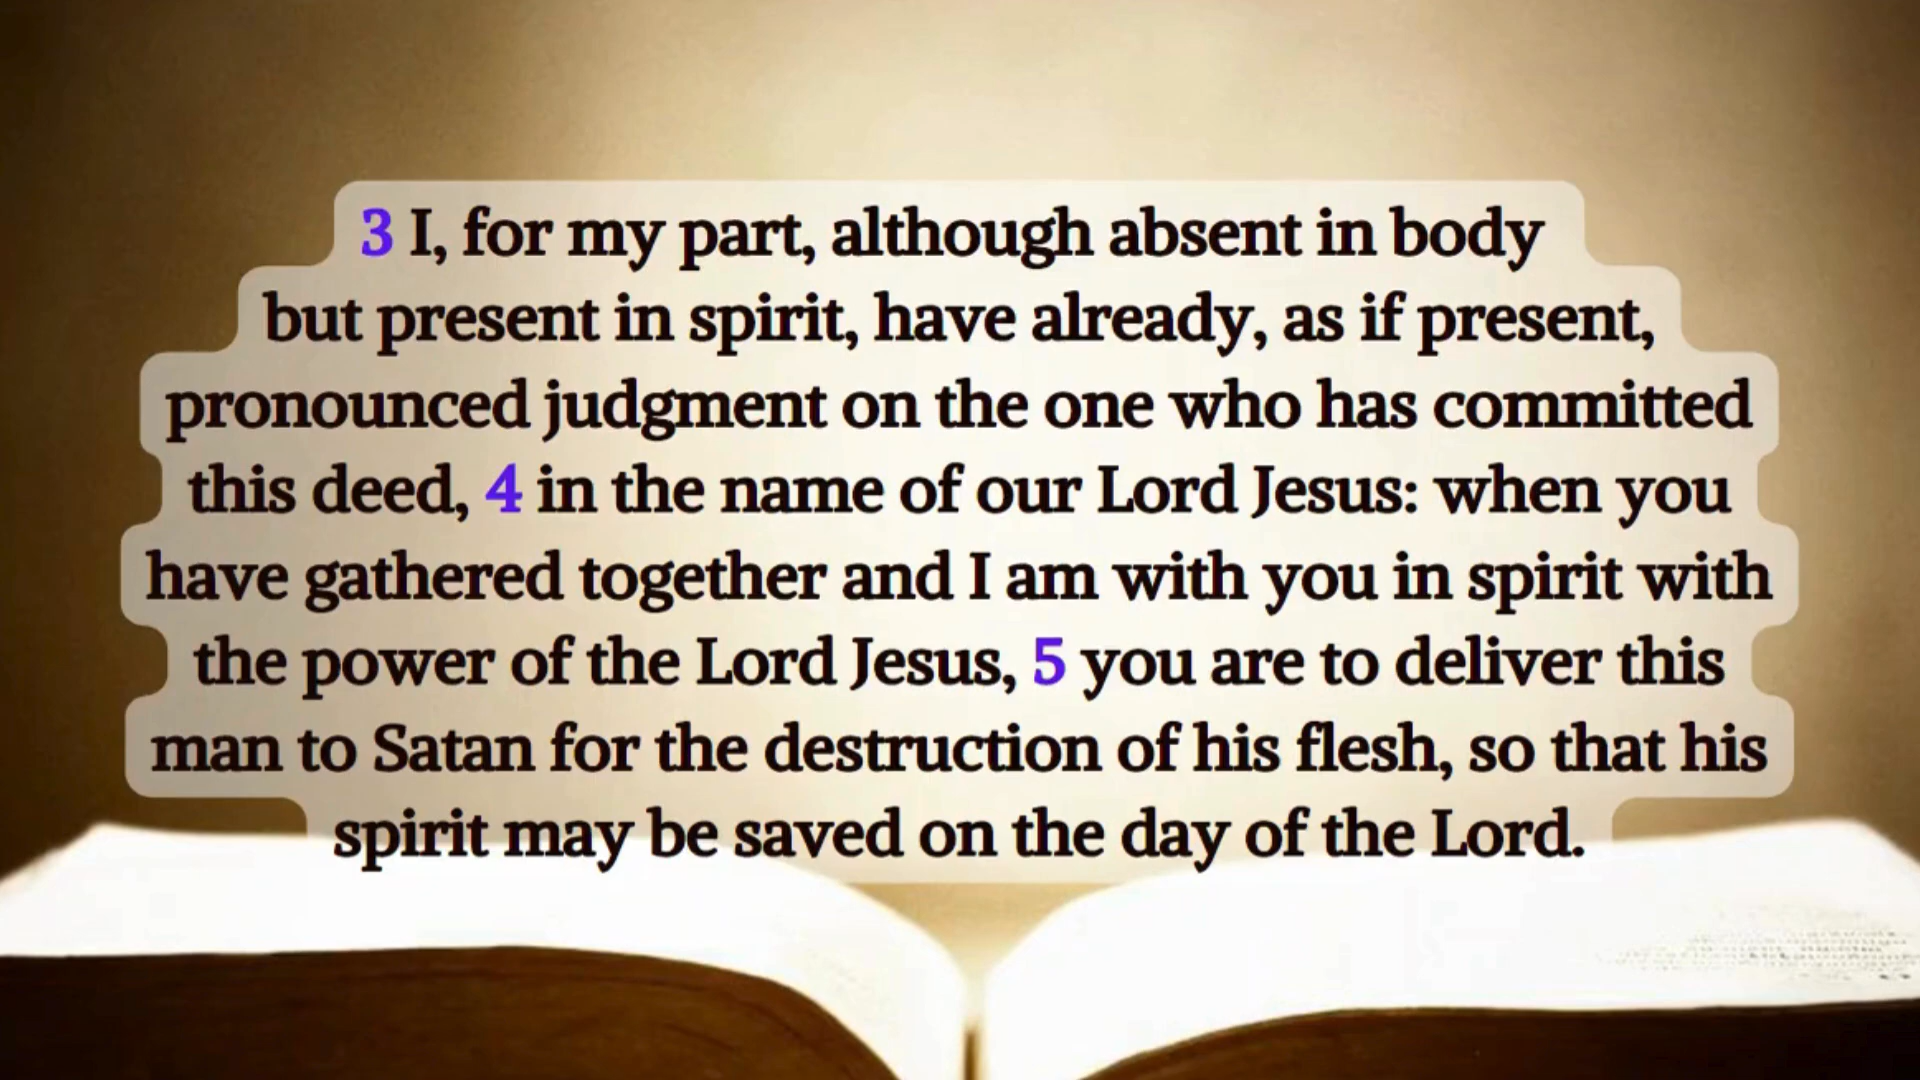 3 I, for my part, although absent in body
but present in spirit, have already, as if present,
pronounced judgment on the one who has committed
this deed, 4 in the name of our Lord Jesus: when you
have gathered together and I am with you in spirit with
the power of the Lord Jesus, 5 you are to deliver this
man to Satan for the destruction of his flesh, so that his
spirit may be saved on the day of the Lord.